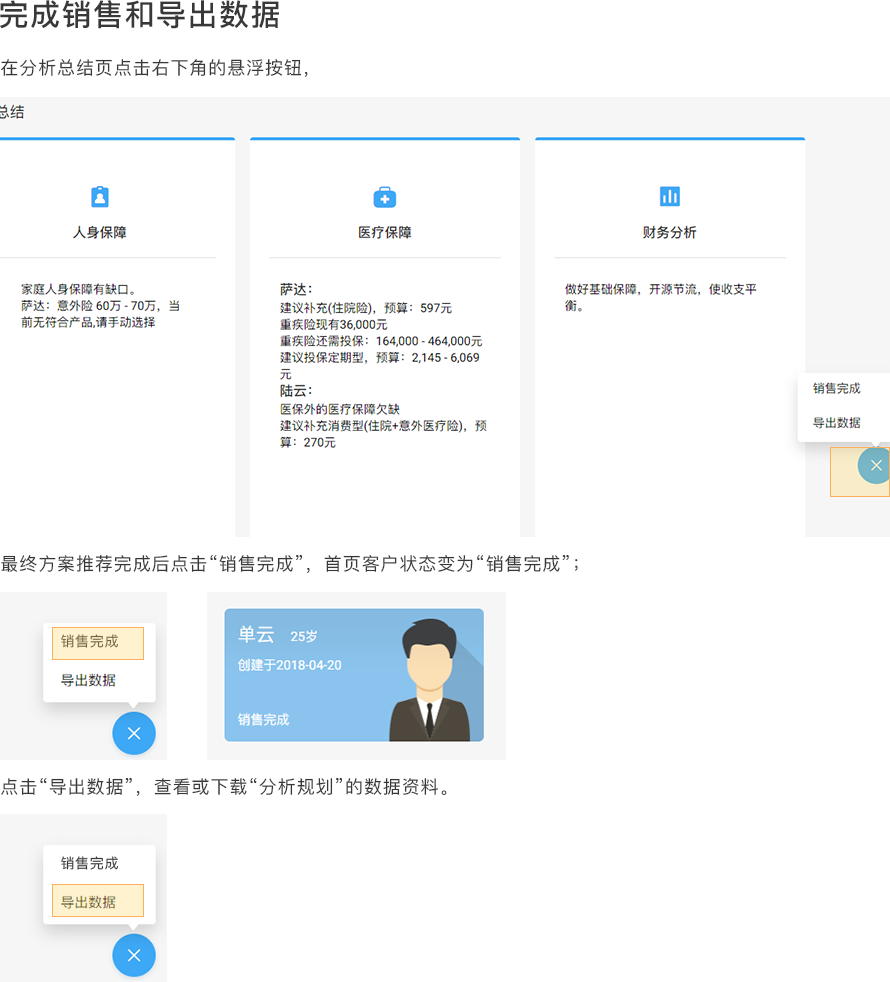 完成销售和导出数据
在分析总结页点击右下角的悬浮按钮，
总结
人身保障
家庭人身保障有缺口。
萨达：意外险 60万 - 70万，当
前无符合产品,请手动选择
医疗保障
萨达：
建议补充(住院险)，预算：597元
重疾险现有36,000元
重疾险还需投保：164,000 - 464,000元
建议投保定期型，预算：2,145 - 6,069
元
陆云：
医保外的医疗保障欠缺
建议补充消费型(住院+意外医疗险)，预
算：270元
财务分析
做好基础保障，开源节流，使收支平
衡。
销售完成
导出数据
最终方案推荐完成后点击“销售完成”，首页客户状态变为“销售完成”；
销售完成
导出数据
单云 25岁
创建于2018-04-20
销售完成
点击“导出数据”，查看或下载“分析规划”的数据资料。
销售完成
导出数据